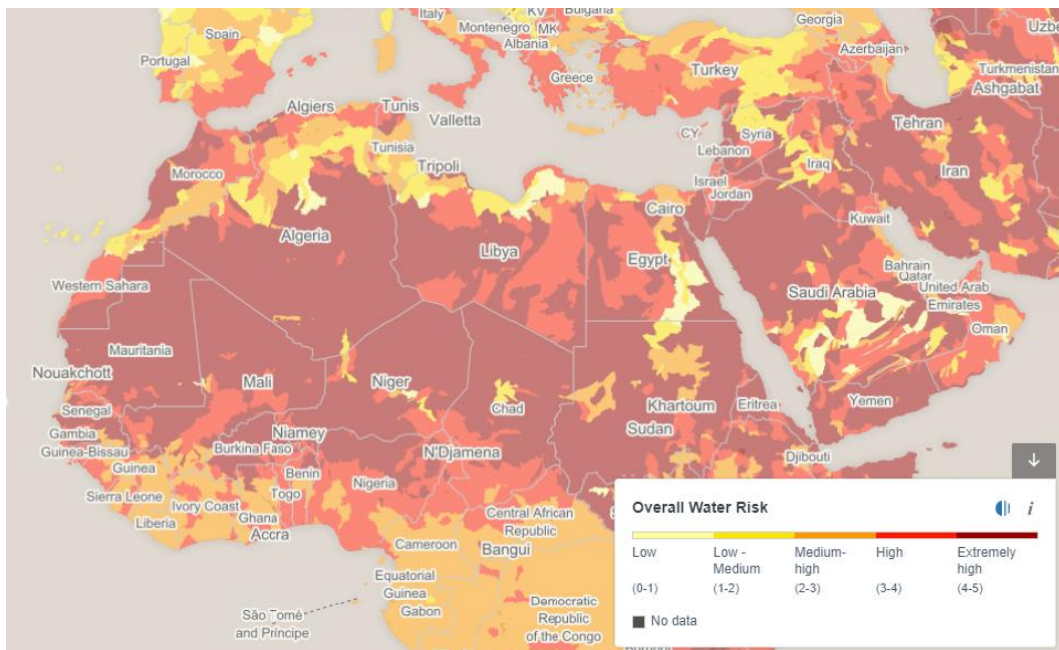 Italy
KV
Bulgaria
Montenegro
MK
Albania
Georgia
Spain
Portugal
Azerbaijan
Greece
Turkey
Turkmenistan
Ashgabat
Algiers
Tunis
Valletta
CY
Syria
Lebanon
Tehran
Tunisia
Tripoli
Iraq
Iran
Morocco
Israel
Jordan
Cairo
Kuwait
Algeria
Libya
Egypt
Bahrain
Qatar
Western Sahara
Saudi Arabia
United Arab
Emirates
Oman
Mauritania
Nouakchott
Mali
Niger
Chad
Khartoum
Eritrea
Yemen
Senegal
Gambia
Guinea-Bissau
Niamey
Burkina Faso
N'Djamena
Sudan
Djibouti
Guinea
Benin
Nigeria
Sierra Leone
Ivory Coast
Togo
Ghana
Liberia
Accra
Central African
Republic
Cameroon
Bangui
Equatorial
Guinea
Gabon
São Tomé
and Príncipe
Democratic
Republic
of the Congo
Overall Water Risk
i
Low
Low -
Medium
Medium-
high
High
Extremely
high
(0-1)
(1-2)
(2-3)
(3-4)
(4-5)
No data